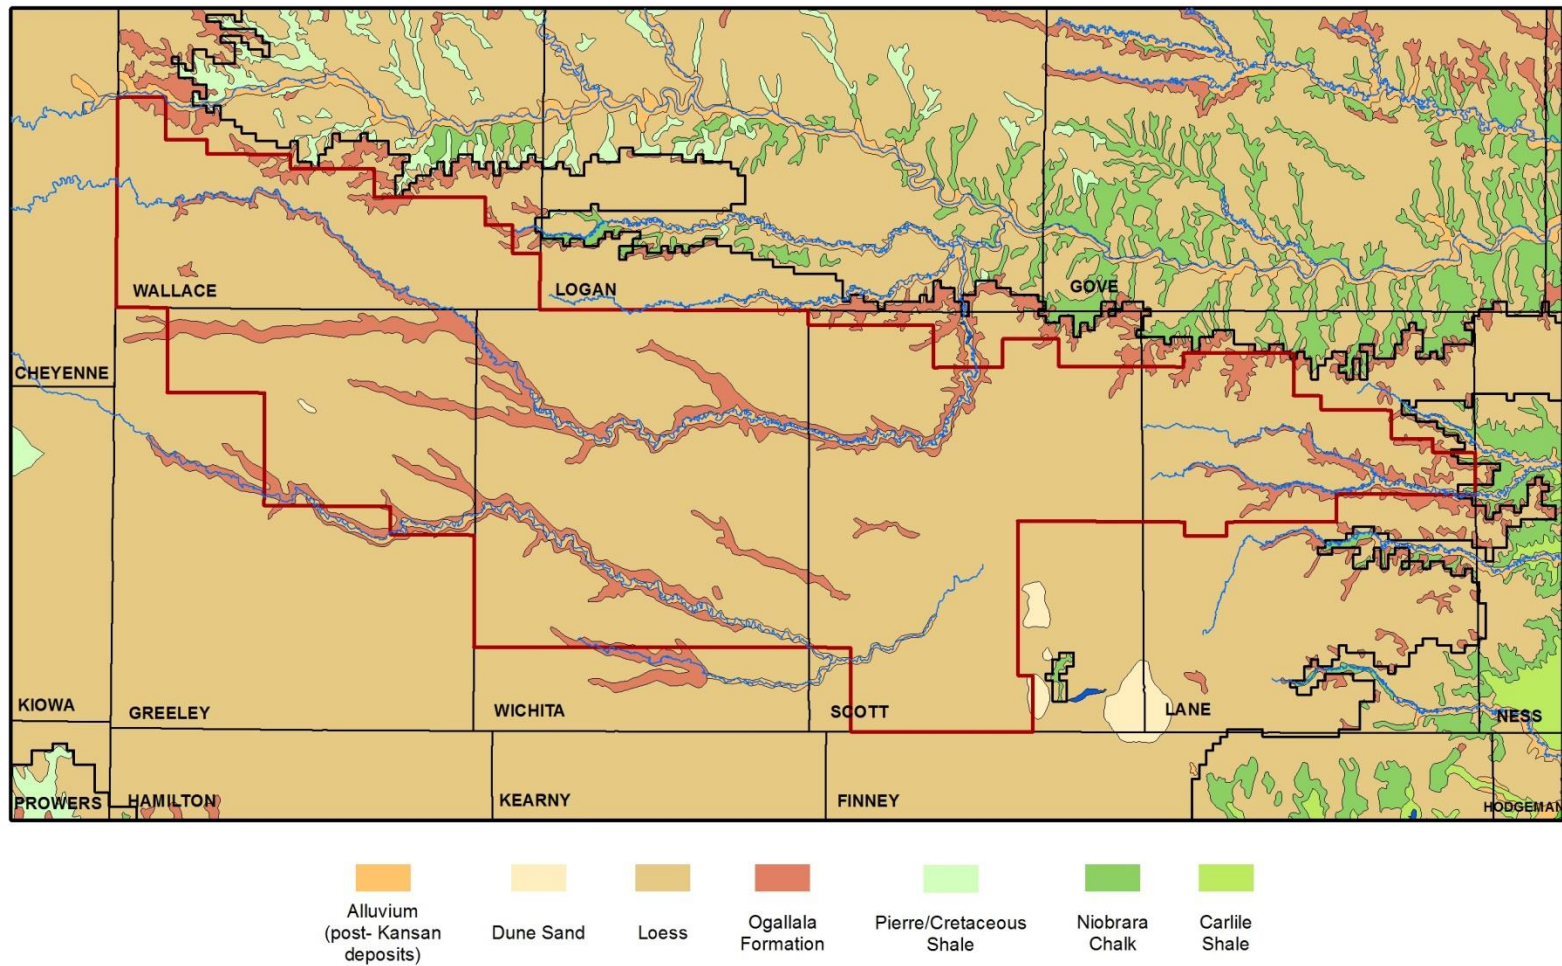 WALLACE
LOGAN
GOVE
CHEYENNE
KIOWA
GREELEY
WICHITA
SCOTT
LANE
NESS
PROWERS
HAMILTON
KEARNY
FINNEY
HODGEMAN
Alluvium
(post- Kansan
deposits)
Dune Sand
Loess
Ogallala
Formation
Pierre/Cretaceous
Shale
Niobrara
Chalk
Carlile
Shale